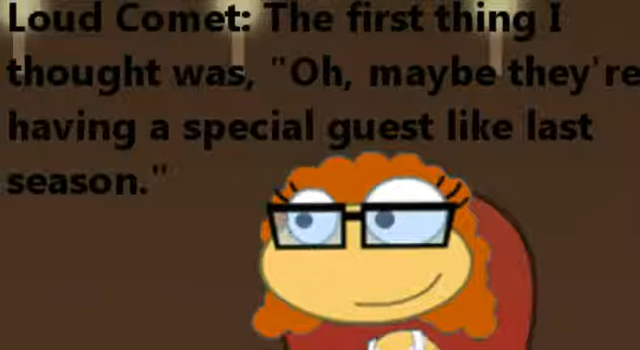 Loud Comet: The first thing I
thought was, "Oh, maybe they're
having a special guest like last
season."